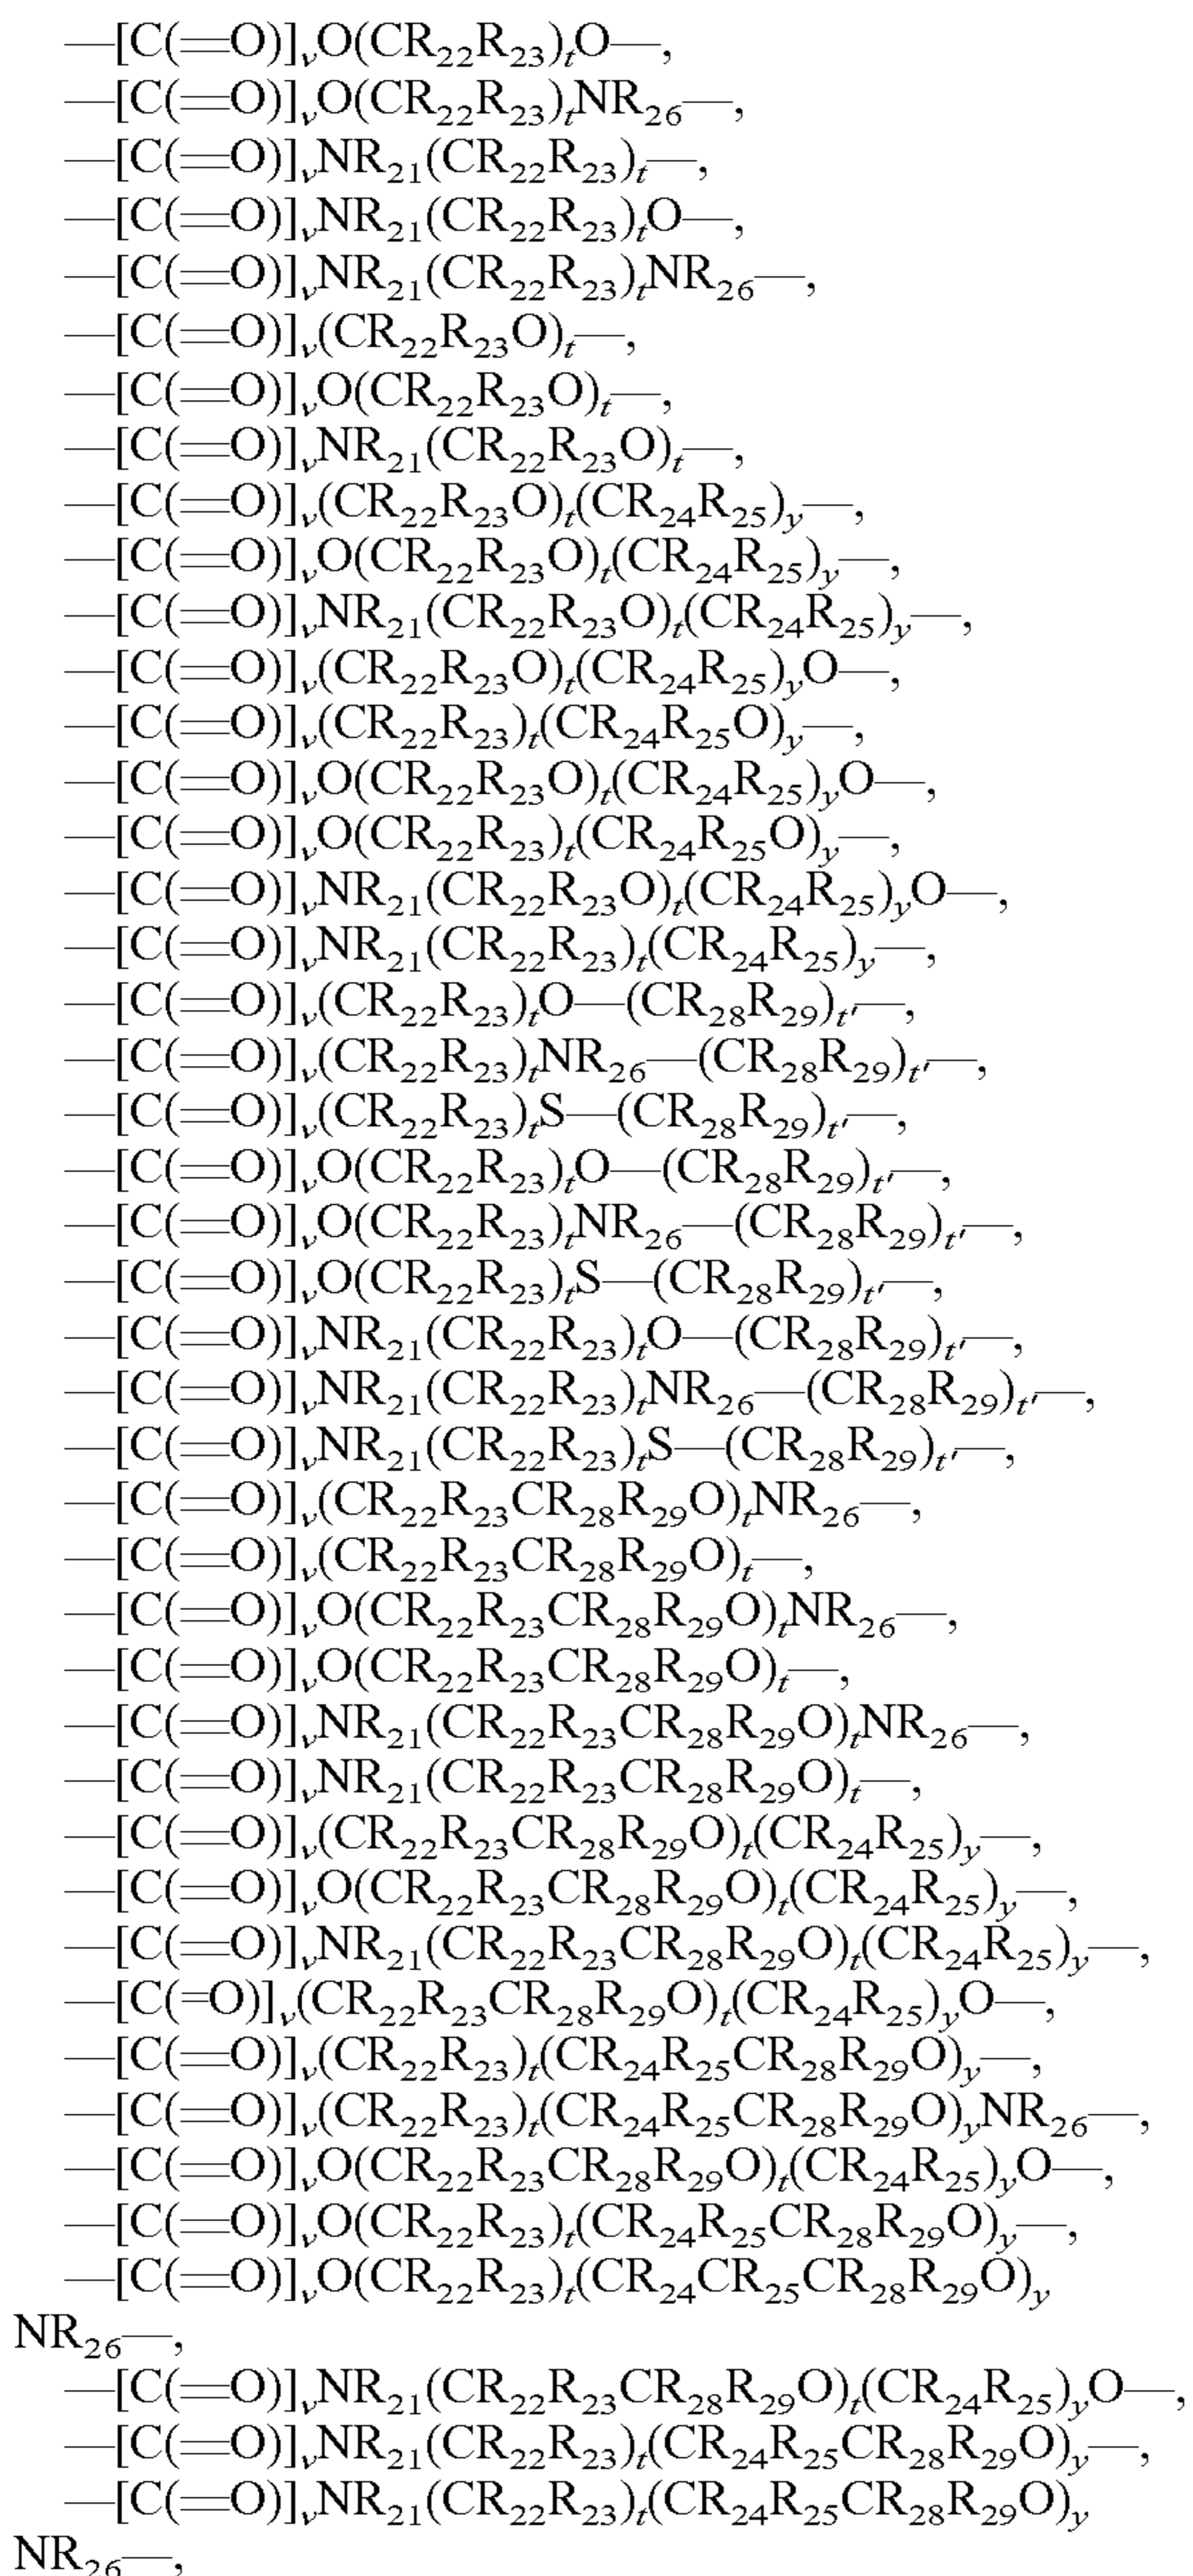 —[C(═O)]ᵥO(CR₂₂R₂₃)ₜO—,
—[C(═O)]ᵥO(CR₂₂R₂₃)ₜNR₂₆—,
—[C(═O)]ᵥNR₂₁(CR₂₂R₂₃)ₜ—,
—[C(═O)]ᵥNR₂₁(CR₂₂R₂₃)ₜO—,
—[C(═O)]ᵥNR₂₁(CR₂₂R₂₃)ₜNR₂₆—,
—[C(═O)]ᵥ(CR₂₂R₂₃O)ₜ—,
—[C(═O)]ᵥO(CR₂₂R₂₃O)ₜ—,
—[C(═O)]ᵥNR₂₁(CR₂₂R₂₃O)ₜ—,
—[C(═O)]ᵥ(CR₂₂R₂₃O)ₜ(CR₂₄R₂₅)y—,
—[C(═O)]ᵥO(CR₂₂R₂₃O)ₜ(CR₂₄R₂₅)y—,
—[C(═O)]ᵥNR₂₁(CR₂₂R₂₃O)ₜ(CR₂₄R₂₅)y—,
—[C(═O)]ᵥ(CR₂₂R₂₃O)ₜ(CR₂₄R₂₅)yO—,
—[C(═O)]ᵥ(CR₂₂R₂₃)ₜ(CR₂₄R₂₅O)y—,
—[C(═O)]ᵥO(CR₂₂R₂₃O)ₜ(CR₂₄R₂₅)yO—,
—[C(═O)]ᵥO(CR₂₂R₂₃)ₜ(CR₂₄R₂₅O)y—,
—[C(═O)]ᵥNR₂₁(CR₂₂R₂₃O)ₜ(CR₂₄R₂₅)yO—,
—[C(═O)]ᵥNR₂₁(CR₂₂R₂₃)ₜ(CR₂₄R₂₅)y—,
—[C(═O)]ᵥ(CR₂₂R₂₃)ₜO—(CR₂₈R₂₉)ₜ′—,
—[C(═O)]ᵥ(CR₂₂R₂₃)ₜNR₂₆—(CR₂₈R₂₉)ₜ′—,
—[C(═O)]ᵥ(CR₂₂R₂₃)ₜS—(CR₂₈R₂₉)ₜ′—,
—[C(═O)]ᵥO(CR₂₂R₂₃)ₜO—(CR₂₈R₂₉)ₜ′—,
—[C(═O)]ᵥO(CR₂₂R₂₃)ₜNR₂₆—(CR₂₈R₂₉)ₜ′—,
—[C(═O)]ᵥO(CR₂₂R₂₃)ₜS—(CR₂₈R₂₉)ₜ′—,
—[C(═O)]ᵥNR₂₁(CR₂₂R₂₃)ₜO—(CR₂₈R₂₉)ₜ′—,
—[C(═O)]ᵥNR₂₁(CR₂₂R₂₃)ₜNR₂₆—(CR₂₈R₂₉)ₜ′—,
—[C(═O)]ᵥNR₂₁(CR₂₂R₂₃)ₜS—(CR₂₈R₂₉)ₜ′—,
—[C(═O)]ᵥ(CR₂₂R₂₃CR₂₈R₂₉O)ₜNR₂₆—,
—[C(═O)]ᵥ(CR₂₂R₂₃CR₂₈R₂₉O)ₜ—,
—[C(═O)]ᵥO(CR₂₂R₂₃CR₂₈R₂₉O)ₜNR₂₆—,
—[C(═O)]ᵥO(CR₂₂R₂₃CR₂₈R₂₉O)ₜ—,
—[C(═O)]ᵥNR₂₁(CR₂₂R₂₃CR₂₈R₂₉O)ₜNR₂₆—,
—[C(═O)]ᵥNR₂₁(CR₂₂R₂₃CR₂₈R₂₉O)ₜ—,
—[C(═O)]ᵥ(CR₂₂R₂₃CR₂₈R₂₉O)ₜ(CR₂₄R₂₅)y—,
—[C(═O)]ᵥO(CR₂₂R₂₃CR₂₈R₂₉O)ₜ(CR₂₄R₂₅)y—,
—[C(═O)]ᵥNR₂₁(CR₂₂R₂₃CR₂₈R₂₉O)ₜ(CR₂₄R₂₅)y—,
—[C(=O)]ᵥ(CR₂₂R₂₃CR₂₈R₂₉O)ₜ(CR₂₄R₂₅)yO—,
—[C(═O)]ᵥ(CR₂₂R₂₃)ₜ(CR₂₄R₂₅CR₂₈R₂₉O)y—,
—[C(═O)]ᵥ(CR₂₂R₂₃)ₜ(CR₂₄R₂₅CR₂₈R₂₉O)yNR₂₆—,
—[C(═O)]ᵥO(CR₂₂R₂₃CR₂₈R₂₉O)ₜ(CR₂₄R₂₅)yO—,
—[C(═O)]ᵥO(CR₂₂R₂₃)ₜ(CR₂₄R₂₅CR₂₈R₂₉O)y—,
—[C(═O)]ᵥO(CR₂₂R₂₃)ₜ(CR₂₄CR₂₅CR₂₈R₂₉O)y
NR₂₆—,
—[C(═O)]ᵥNR₂₁(CR₂₂R₂₃CR₂₈R₂₉O)ₜ(CR₂₄R₂₅)yO—,
—[C(═O)]ᵥNR₂₁(CR₂₂R₂₃)ₜ(CR₂₄R₂₅CR₂₈R₂₉O)y—,
—[C(═O)]ᵥNR₂₁(CR₂₂R₂₃)ₜ(CR₂₄R₂₅CR₂₈R₂₉O)y
NR₂₆—,